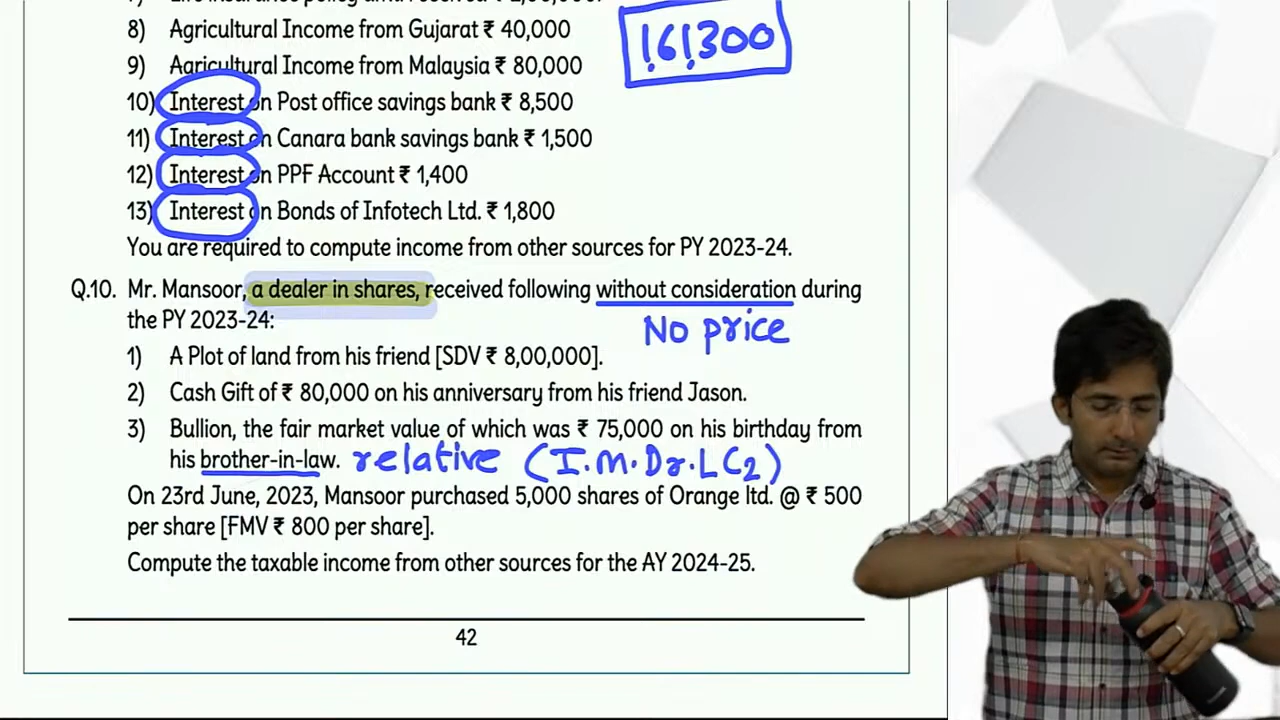 8) Agricultural Income from Gujarat ₹ 40,000
161300
9) Agricultural Income from Malaysia ₹ 80,000
10) Interest on Post office savings bank ₹ 8,500
11) Interest on Canara bank savings bank ₹ 1,500
12) Interest on PPF Account ₹ 1,400
13) Interest on Bonds of Infotech Ltd. ₹ 1,800
You are required to compute income from other sources for PY 2023-24.
Q.10. Mr. Mansoor, a dealer in shares, received following without consideration during
the PY 2023-24:
No price
1) A Plot of land from his friend [SDV ₹ 8,00,000].
2) Cash Gift of ₹ 80,000 on his anniversary from his friend Jason.
3) Bullion, the fair market value of which was ₹ 75,000 on his birthday from
his brother-in-law. relative (I.M.Dr.LC2)
On 23rd June, 2023, Mansoor purchased 5,000 shares of Orange ltd. @ ₹ 500
per share [FMV ₹ 800 per share].
Compute the taxable income from other sources for the AY 2024-25.
42